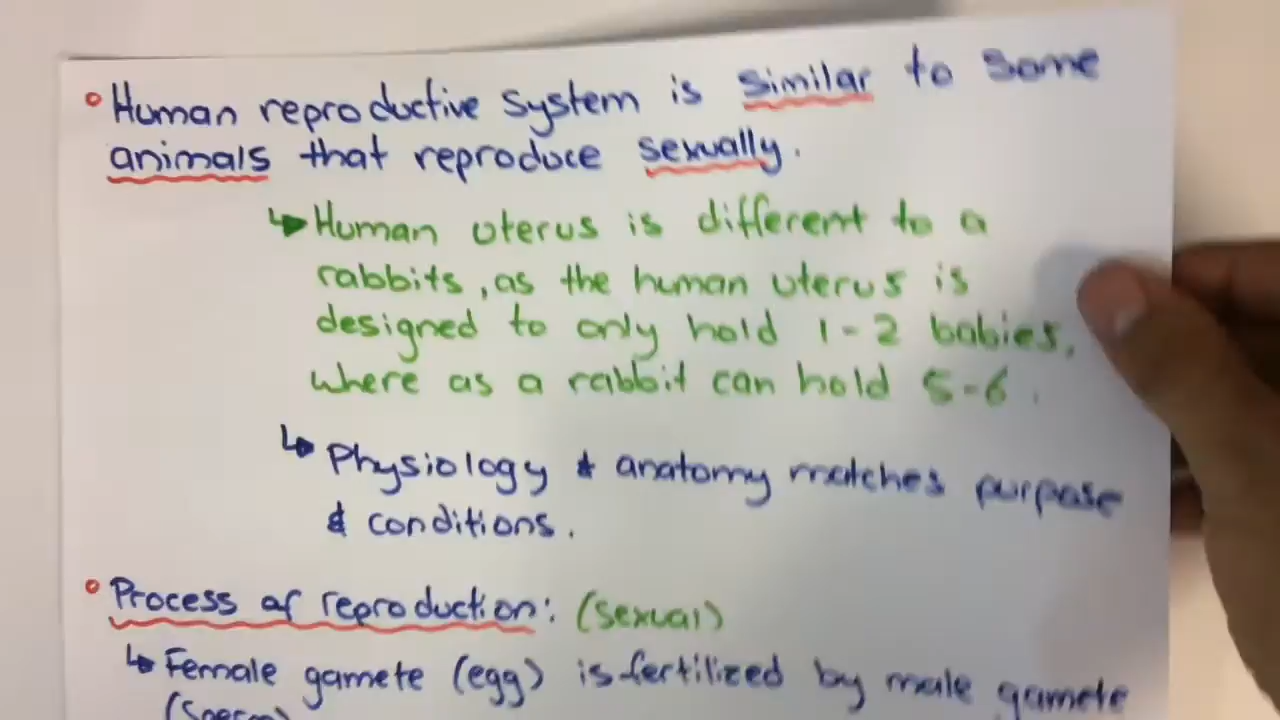 Human reproductive system is similar to some
animals that reproduce sexually.
Human uterus is different to a
rabbits, as the human uterus is
designed to only hold 1-2 babies,
where as a rabbit can hold 5-6.
Physiology & anatomy matches purpose
& conditions.
Process of reproduction: (sexual)
Female gamete (egg) is fertilized by male gamete
(Sperm)